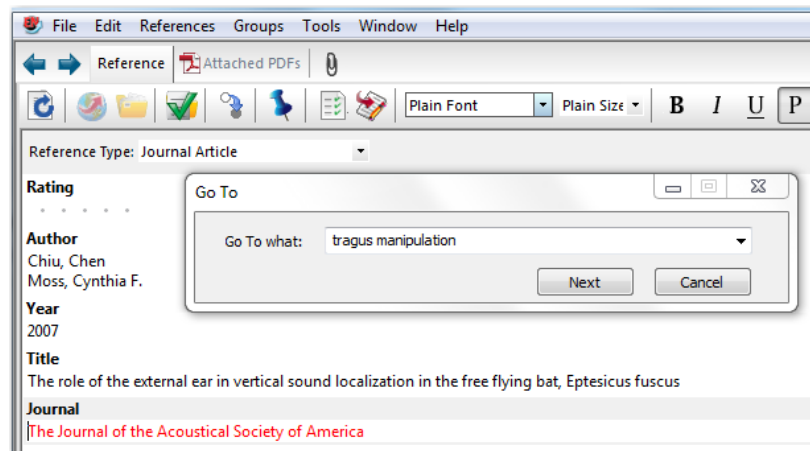 File Edit References Groups Tools Window Help
Reference Attached PDFs
Plain Font Plain Size B I U P
Reference Type: Journal Article
Rating
Go To
Go To what: tragus manipulation
Next Cancel
Author
Chiu, Chen
Moss, Cynthia F.
Year
2007
Title
The role of the external ear in vertical sound localization in the free flying bat, Eptesicus fuscus
Journal
The Journal of the Acoustical Society of America